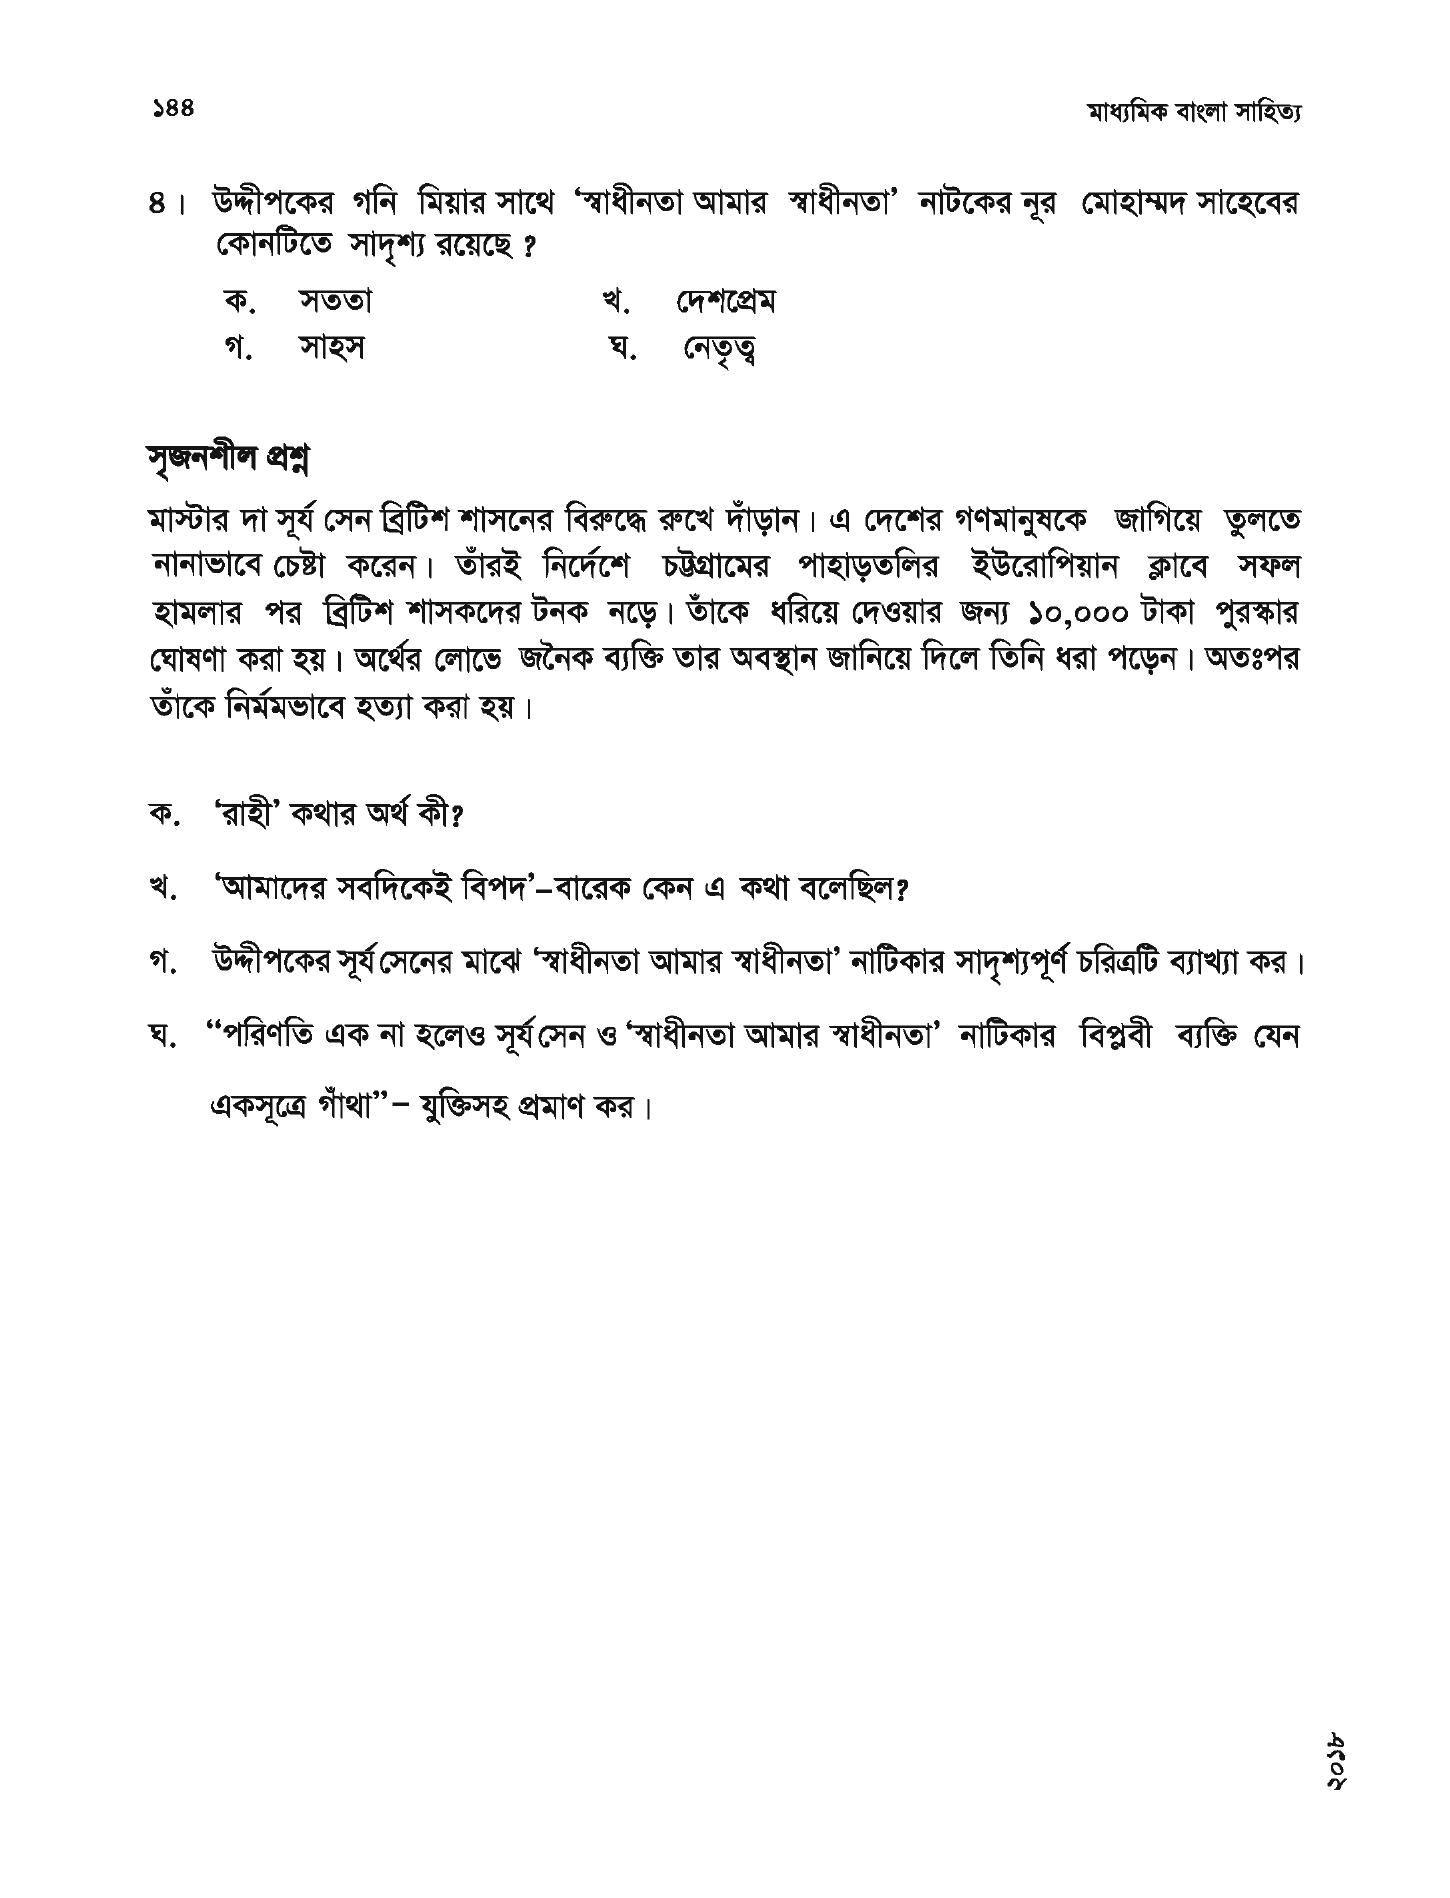 ১৪৪
মাধ্যমিক বাংলা সাহিত্য
৪। উদ্দীপকের গনি মিয়ার সাথে ‘স্বাধীনতা আমার স্বাধীনতা’ নাটকের নূর মোহাম্মদ সাহেবের
কোনটিতে সাদৃশ্য রয়েছে ?
ক. সততা খ. দেশপ্রেম
গ. সাহস ঘ. নেতৃত্ব
সৃজনশীল প্রশ্ন
মাস্টার দা সূর্য সেন ব্রিটিশ শাসনের বিরুদ্ধে রুখে দাঁড়ান। এ দেশের গণমানুষকে জাগিয়ে তুলতে
নানাভাবে চেষ্টা করেন। তাঁরই নির্দেশে চট্টগ্রামের পাহাড়তলির ইউরোপিয়ান ক্লাবে সফল
হামলার পর ব্রিটিশ শাসকদের টনক নড়ে। তাঁকে ধরিয়ে দেওয়ার জন্য ১০,০০০ টাকা পুরস্কার
ঘোষণা করা হয়। অর্থের লোভে জনৈক ব্যক্তি তার অবস্থান জানিয়ে দিলে তিনি ধরা পড়েন। অতঃপর
তাঁকে নির্মমভাবে হত্যা করা হয়।
ক. ‘রাহী’ কথার অর্থ কী?
খ. ‘আমাদের সবদিকেই বিপদ’–বারেক কেন এ কথা বলেছিল?
গ. উদ্দীপকের সূর্যসেনের মাঝে ‘স্বাধীনতা আমার স্বাধীনতা’ নাটিকার সাদৃশ্যপূর্ণ চরিত্রটি ব্যাখ্যা কর।
ঘ. “পরিণতি এক না হলেও সূর্যসেন ও ‘স্বাধীনতা আমার স্বাধীনতা’ নাটিকার বিপ্লবী ব্যক্তি যেন
একসূত্রে গাঁথা”– যুক্তিসহ প্রমাণ কর।
২০১৮